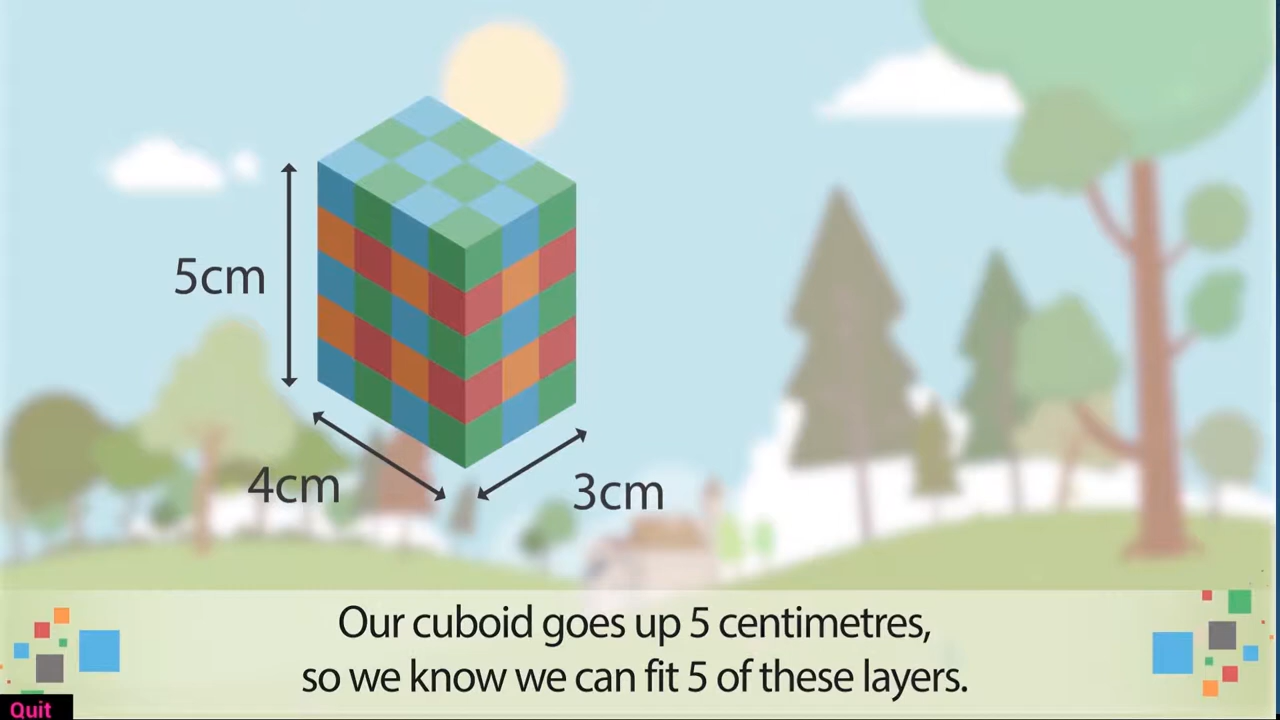 5cm
4cm
3cm
Our cuboid goes up 5 centimetres,
so we know we can fit 5 of these layers.
Quit